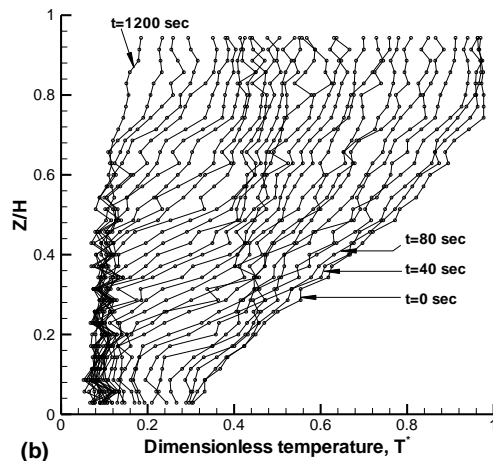 t=1200 sec
1
0.8
0.6
0.4
0.2
0
Z/H
t=80 sec
t=40 sec
t=0 sec
0 0.2 0.4 0.6 0.8 1
Dimensionless temperature, T*
(b)